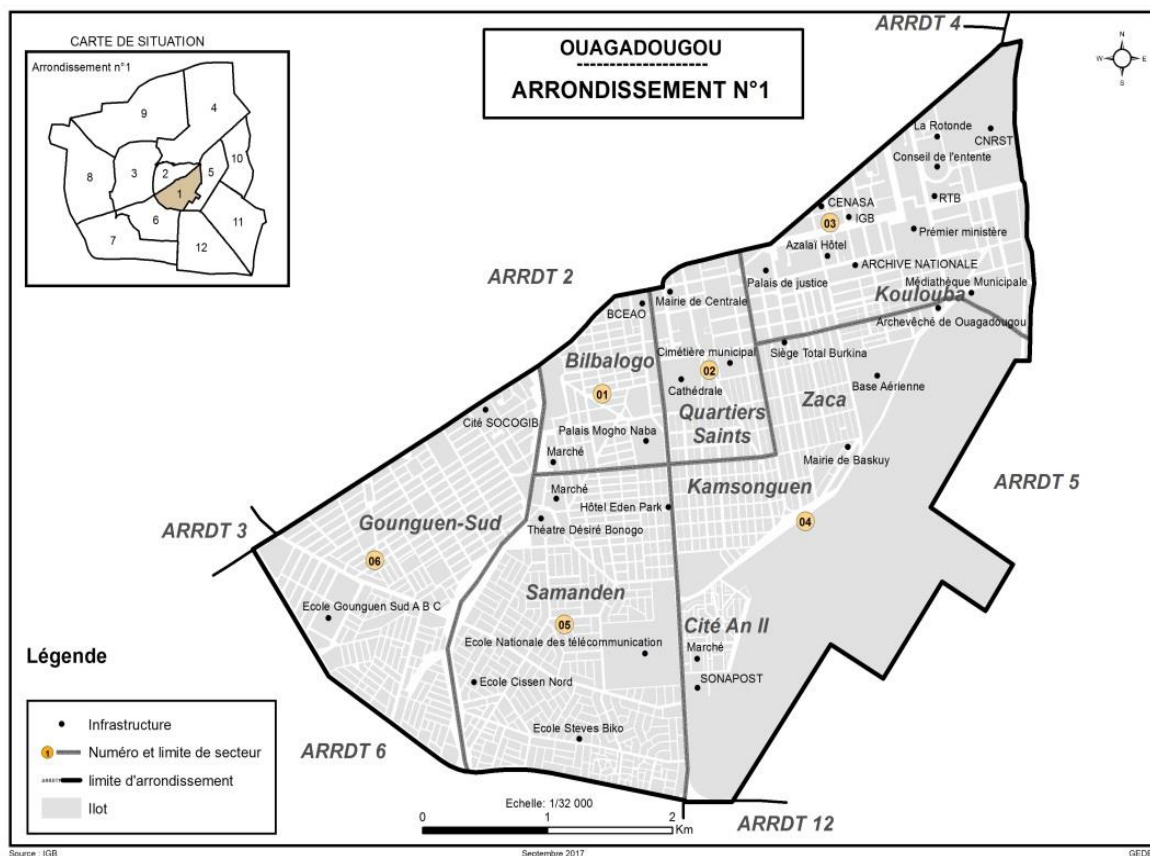 CARTE DE SITUATION
Arrondissement n°1
9
4
10
8
3
2
5
1
6
7
12
11
OUAGADOUGOU
--------------------
ARRONDISSEMENT N°1
ARRDT 4
N
W
E
S
La Rotonde
CNRST
Conseil de l'entente
RTB
CENASA
03
IGB
Prémier ministère
Azalaï Hôtel
ARCHIVE NATIONALE
Palais de justice
Médiathèque Municipale
Koulouba
Archevêché de Ouagadougou
ARRDT 2
Mairie de Centrale
BCEAO
Siège Total Burkina
Cimétière municipal
Bilbalogo
02
Base Aérienne
Cathédrale
01
Zaca
Cité SOCOGIB
Quartiers
Saints
Palais Mogho Naba
Mairie de Baskuy
Marché
ARRDT 5
Kamsonguen
Marché
Hôtel Eden Park
04
Gounguen-Sud
Théatre Désiré Bonogo
ARRDT 3
06
Samanden
Ecole Gounguen Sud A B C
05
Cité An II
Ecole Nationale des télécommunication
Marché
Ecole Cissen Nord
SONAPOST
Ecole Steves Biko
ARRDT 6
ARRDT 12
Légende
Infrastructure
1
Numéro et limite de secteur
limite d'arrondissement
Ilot
Echelle: 1/32 000
0
1
2
Km
Source : IGB
Septembre 2017